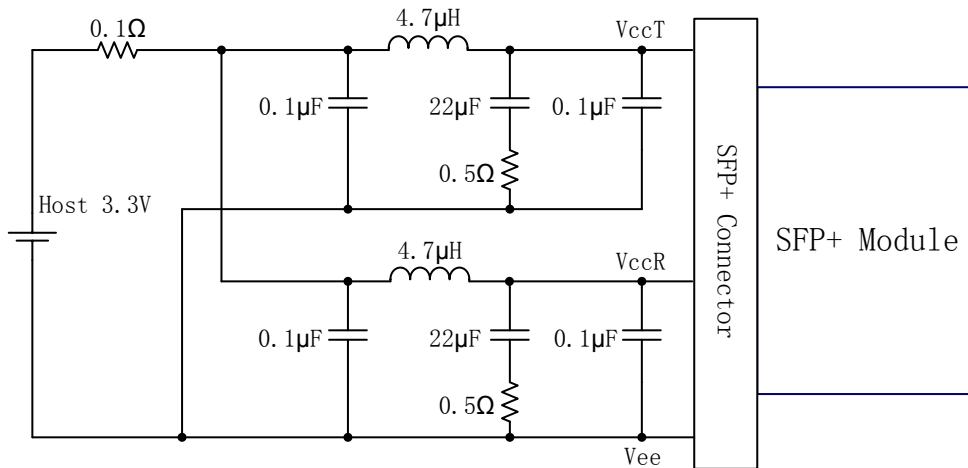 4.7μH
0.1Ω
VccT
0.1μF
22μF
0.1μF
0.5Ω
Host 3.3V
SFP+ Connector
SFP+ Module
4.7μH
VccR
0.1μF
22μF
0.1μF
0.5Ω
Vee